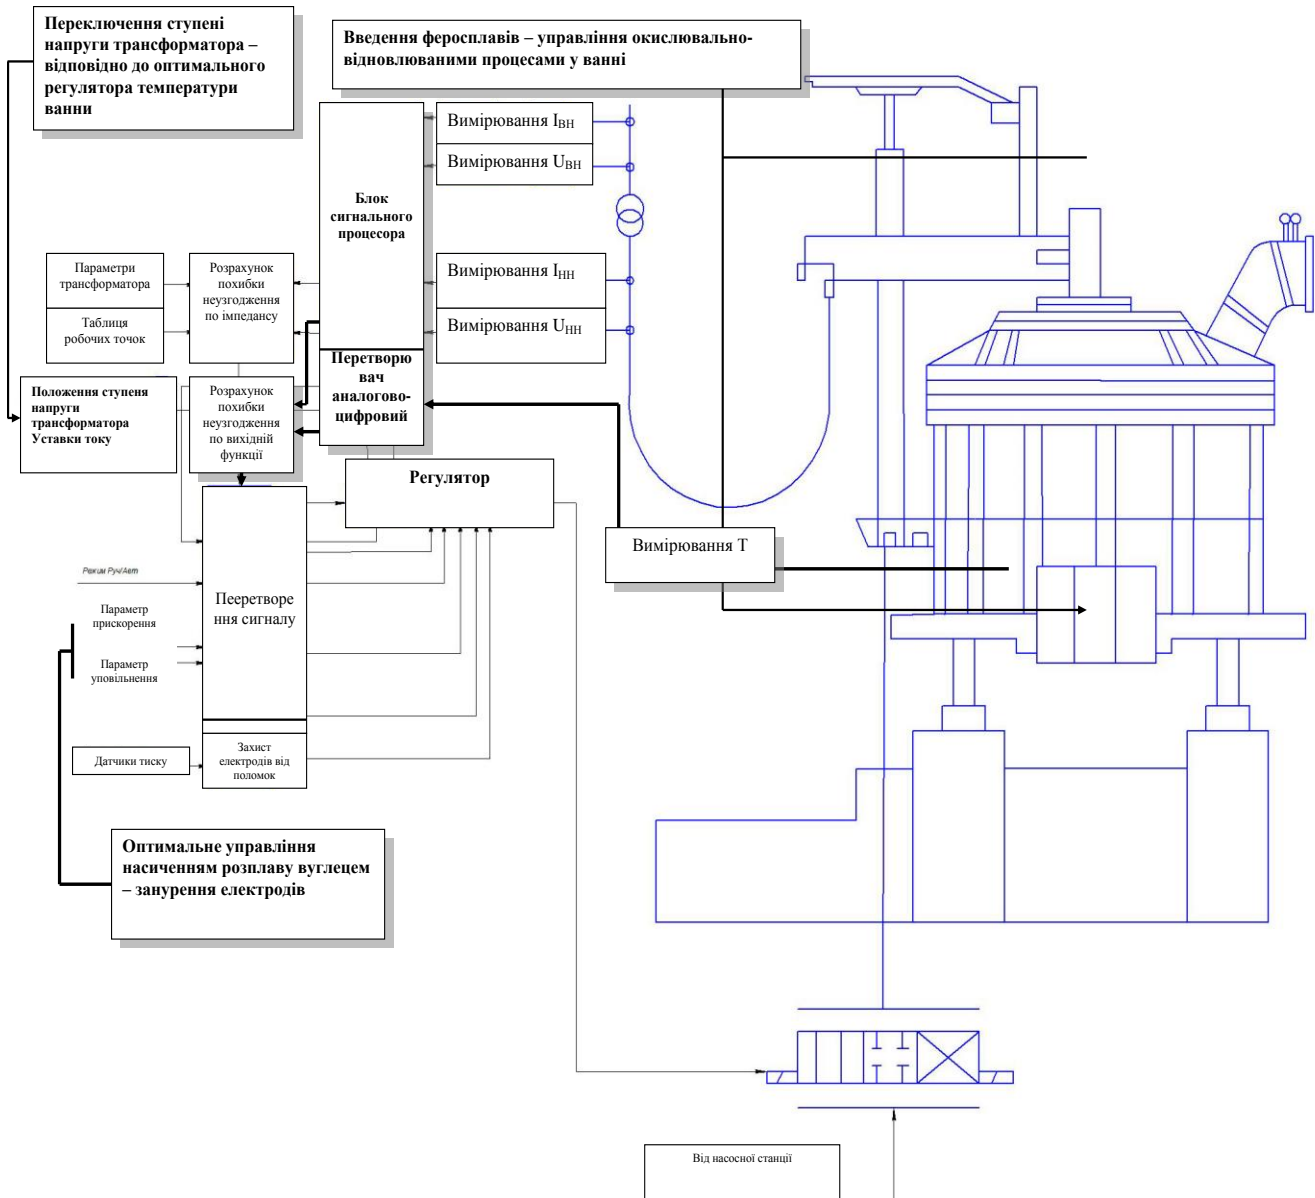 Переключення ступені
напруги трансформатора –
відповідно до оптимального
регулятора температури
ванни
Введення феросплавів – управління окислювально-
відновлюваними процесами у ванні
Вимірювання IВН
Вимірювання UВН
Блок
сигнального
процесора
Вимірювання IНН
Вимірювання UНН
Параметри
трансформатора
Таблиця
робочих точок
Розрахунок
похибки
неузгодження
по імпедансу
Перетворю
вач
аналогово-
цифровий
Положення ступеня
напруги
трансформатора
Уставки току
Розрахунок
похибки
неузгодження
по вихідній
функції
Регулятор
Вимірювання Т
Режим Руч/Авт
Пееретворе
ння сигналу
Параметр
прискорення
Параметр
уповільнення
Датчики тиску
Захист
електродів від
поломок
Оптимальне управління
насиченням розплаву вуглецем
– занурення електродів
Від насосної станції